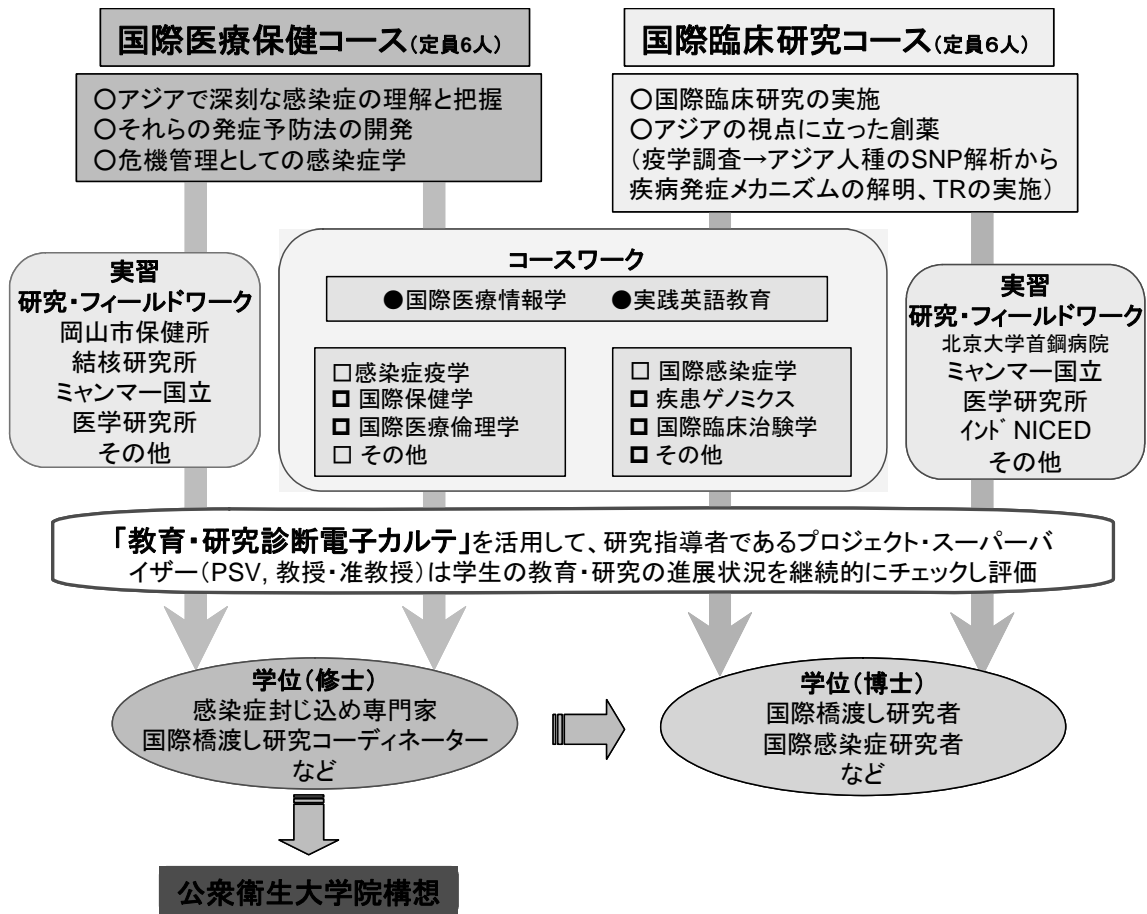 国際医療保健コース(定員6人)
国際臨床研究コース(定員6人)
○アジアで深刻な感染症の理解と把握
○それらの発症予防法の開発
○危機管理としての感染症学
○国際臨床研究の実施
○アジアの視点に立った創薬
(疫学調査→アジア人種のSNP解析から
疾病発症メカニズムの解明、TRの実施)
実習
研究・フィールドワーク
岡山市保健所
結核研究所
ミャンマー国立
医学研究所
その他
コースワーク
●国際医療情報学 ●実践英語教育
□感染症疫学
□ 国際保健学
□ 国際医療倫理学
□ その他
□ 国際感染症学
□ 疾患ゲノミクス
□ 国際臨床治験学
□ その他
実習
研究・フィールドワーク
北京大学首鋼病院
ミャンマー国立
医学研究所
インド NICED
その他
「教育・研究診断電子カルテ」を活用して、研究指導者であるプロジェクト・スーパーバ
イザー(PSV, 教授・准教授)は学生の教育・研究の進展状況を継続的にチェックし評価
学位(修士)
感染症封じ込め専門家
国際橋渡し研究コーディネーター
など
学位(博士)
国際橋渡し研究者
国際感染症研究者
など
公衆衛生大学院構想